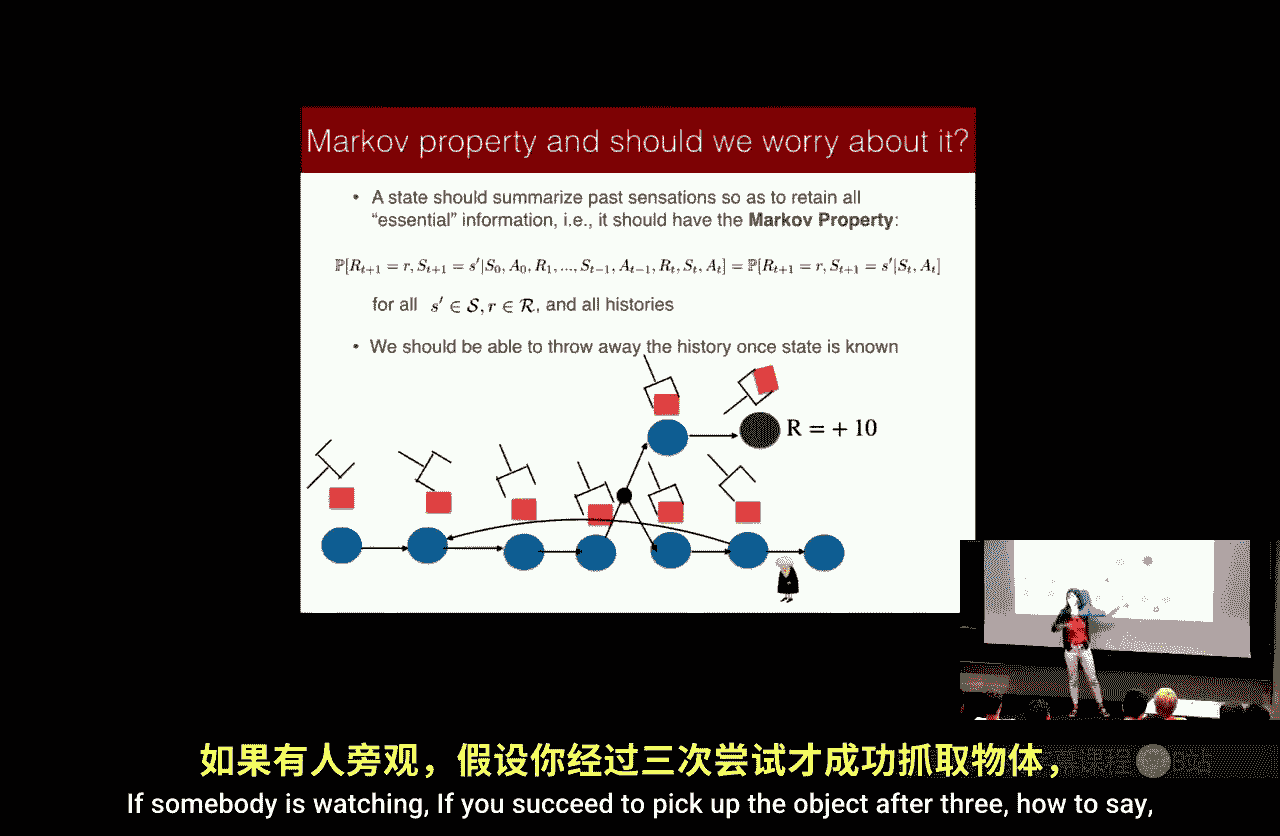 Markov property and should we worry about it?
• A state should summarize past sensations so as to retain all
“essential” information, i.e., it should have the Markov Property:
ℙ[R_{t+1} = r, S_{t+1} = s'|S_0, A_0, R_1, ..., S_{t−1}, A_{t−1}, R_t, S_t, A_t] = ℙ[R_{t+1} = r, S_{t+1} = s'|S_t, A_t]
for all s' ∈ 𝒮, r ∈ ℛ, and all histories
• We should be able to throw away the history once state is known
R = + 10
如果有人旁观，假设你经过三次尝试才成功抓取物体，
If somebody is watching, If you succeed to pick up the object after three, how to say,